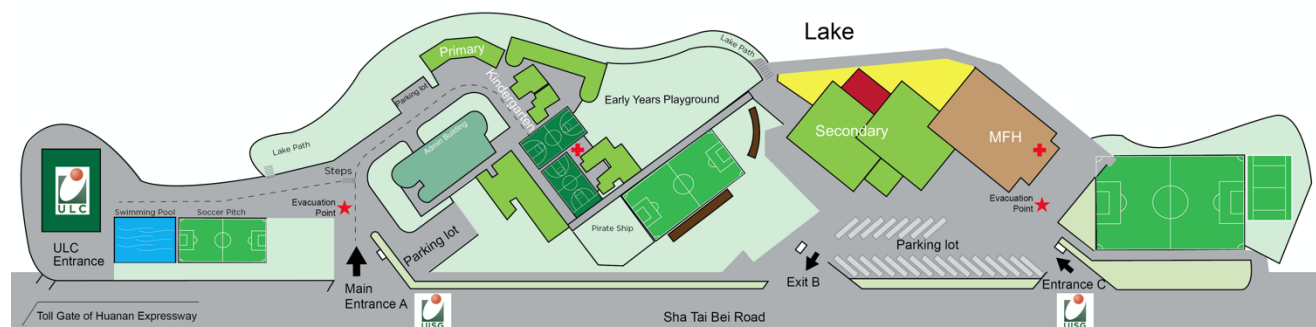 Lake
Lake Path
Primary
Kindergarten
Parking lot
Early Years Playground
Admin Building
Secondary
MFH
Lake Path
Steps
ULC
Evacuation
Point
Evacuation
Point
Swimming Pool
Soccer Pitch
Pirate Ship
ULC
Entrance
Parking lot
Parking lot
Main
Entrance A
Exit B
Entrance C
Toll Gate of Huanan Expressway
UISG
Sha Tai Bei Road
UISG